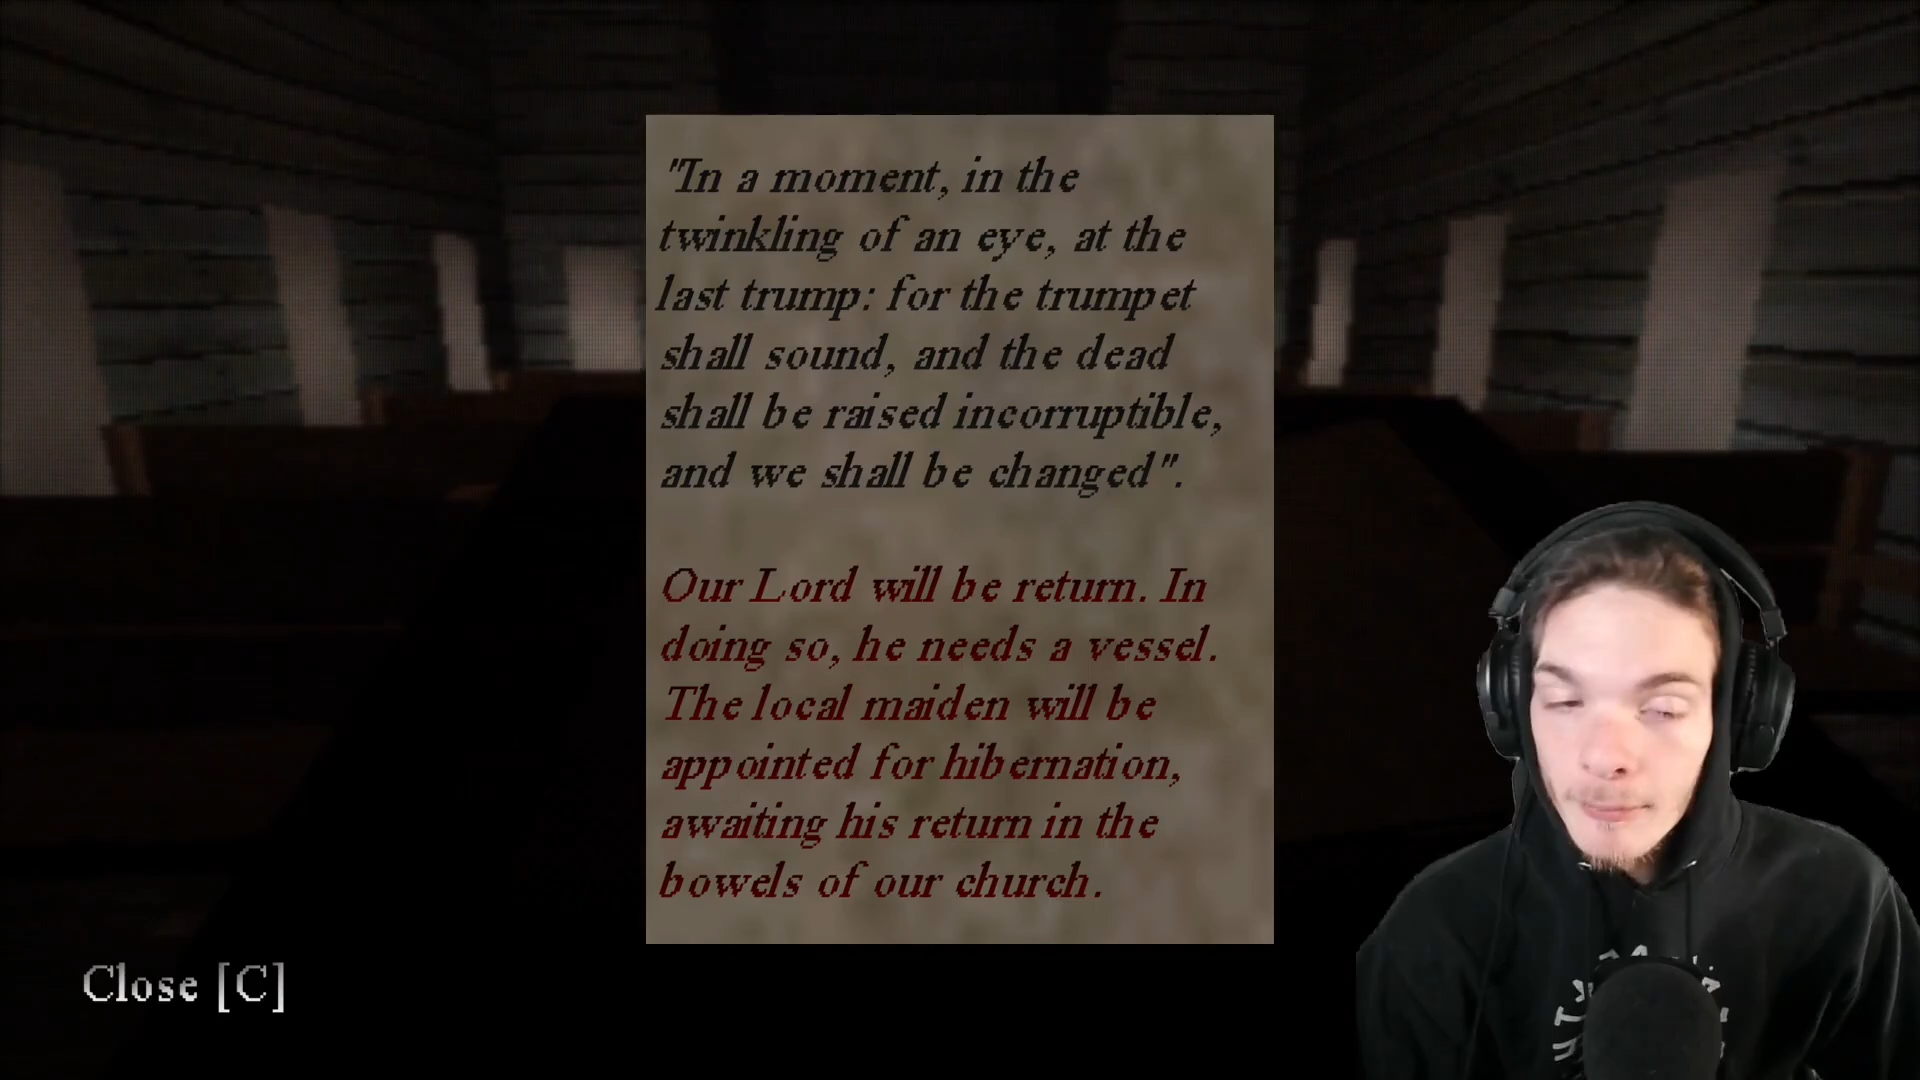 "In a moment, in the
twinkling of an eye, at the
last trump: for the trumpet
shall sound, and the dead
shall be raised incorruptible,
and we shall be changed".
Our Lord will be return. In
doing so, he needs a vessel.
The local maiden will be
appointed for hibernation,
awaiting his return in the
bowels of our church.
Close [C]